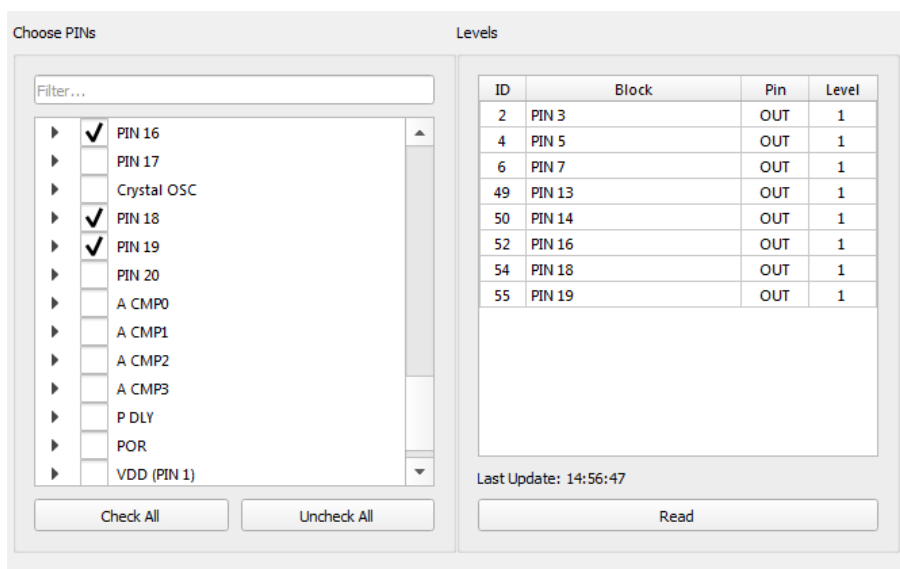 Choose PINs
Filter...
PIN 16
PIN 17
Crystal OSC
PIN 18
PIN 19
PIN 20
A CMP0
A CMP1
A CMP2
A CMP3
P DLY
POR
VDD (PIN 1)
Check All Uncheck All
Levels
ID Block Pin Level
2 PIN 3 OUT 1
4 PIN 5 OUT 1
6 PIN 7 OUT 1
49 PIN 13 OUT 1
50 PIN 14 OUT 1
52 PIN 16 OUT 1
54 PIN 18 OUT 1
55 PIN 19 OUT 1
Last Update: 14:56:47
Read